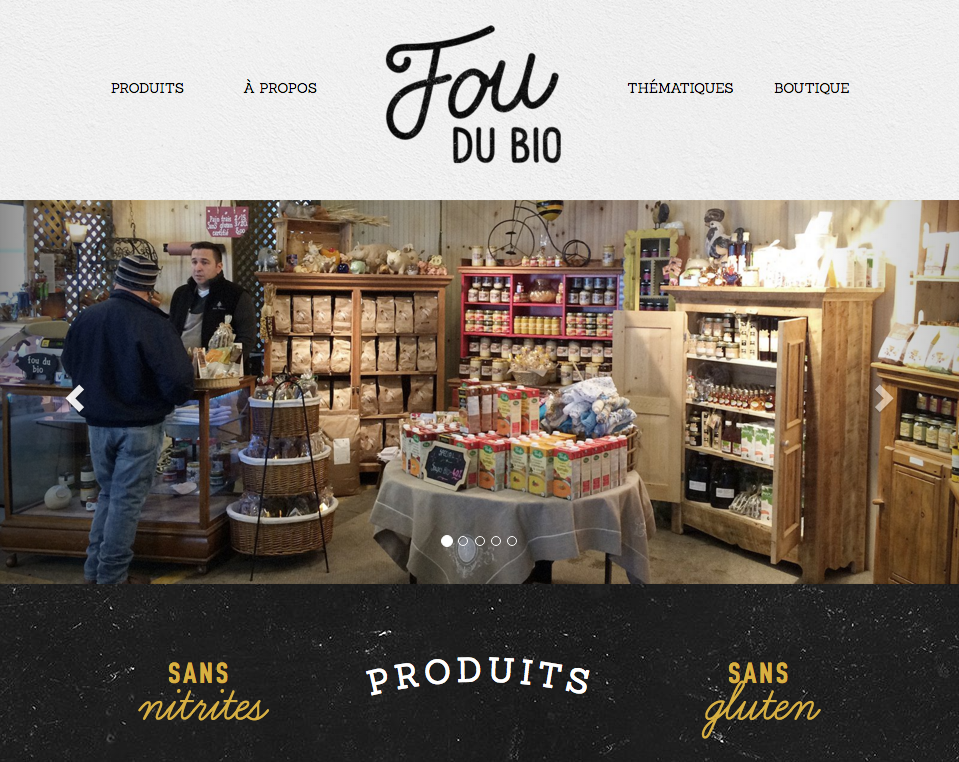 PRODUITS
À PROPOS
Fou
DU BIO
THÉMATIQUES
BOUTIQUE
fou du
bio
SANS
nitrites
PRODUITS
SANS
gluten